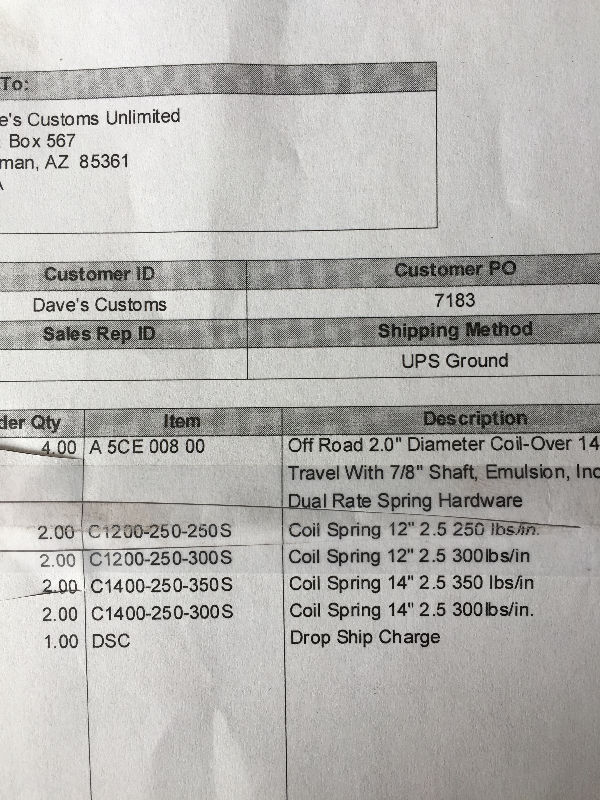 To:
e's Customs Unlimited
Box 567
man, AZ 85361
A
Customer ID
Customer PO
Dave's Customs
7183
Sales Rep ID
Shipping Method
UPS Ground
der Qty
Item
Description
4.00 A 5CE 008 00 Off Road 2.0" Diameter Coil-Over 14
Travel With 7/8" Shaft, Emulsion, Inc
Dual Rate Spring Hardware
2.00 C1200-250-250S Coil Spring 12" 2.5 250 lbs/in.
2.00 C1200-250-300S Coil Spring 12" 2.5 300lbs/in
2.00 C1400-250-350S Coil Spring 14" 2.5 350 lbs/in
2.00 C1400-250-300S Coil Spring 14" 2.5 300lbs/in.
1.00 DSC Drop Ship Charge